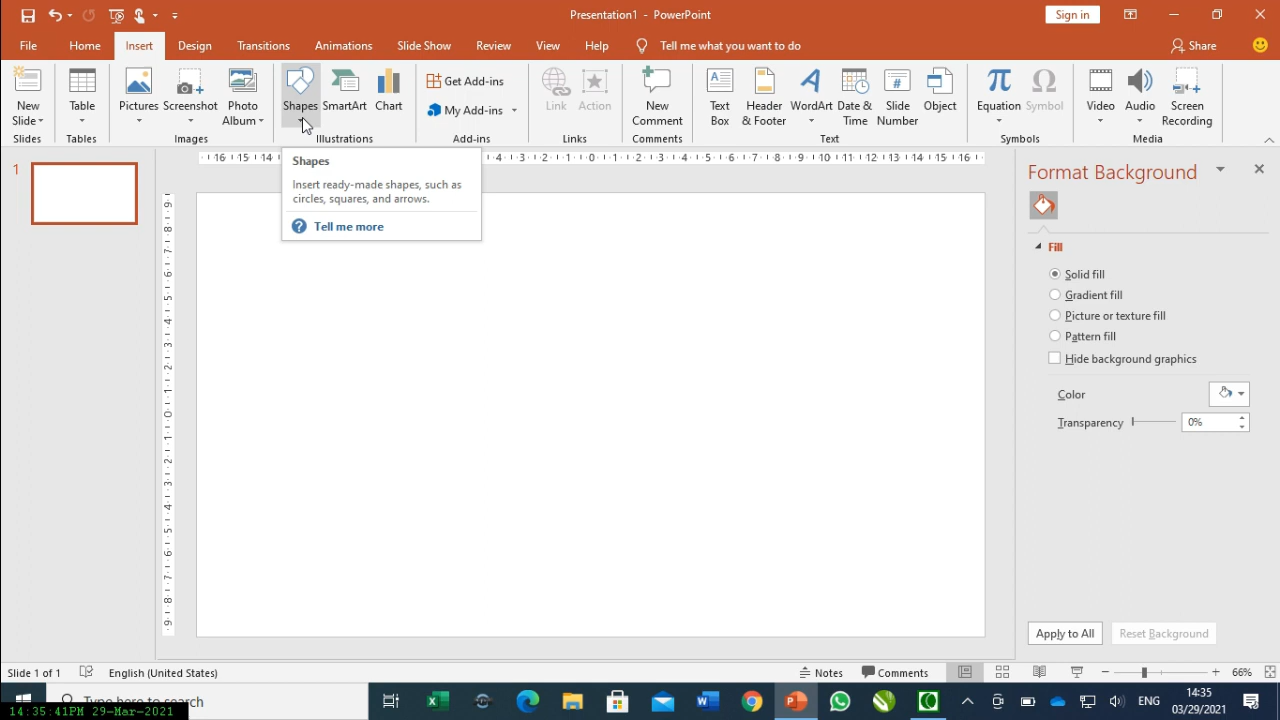 Presentation1 - PowerPoint
Sign in
File Home Insert Design Transitions Animations Slide Show Review View Help Tell me what you want to do Share
New Slide
Table
Pictures
Screenshot
Photo Album
Shapes
SmartArt
Chart
Get Add-ins
My Add-ins
Link
Action
New Comment
Text Box
Header & Footer
WordArt
Date & Time
Slide Number
Object
Equation
Symbol
Video
Audio
Screen Recording
Slides Tables Images Illustrations Add-ins Links Comments Text Symbols Media
1
Shapes
Insert ready-made shapes, such as
circles, squares, and arrows.
Tell me more
Format Background
Fill
Solid fill
Gradient fill
Picture or texture fill
Pattern fill
Hide background graphics
Color
Transparency 0%
Apply to All Reset Background
Slide 1 of 1 English (United States) Notes Comments 66%
Type here to search
ENG
14:35
03/29/2021
14:35:41PM 29-Mar-2021